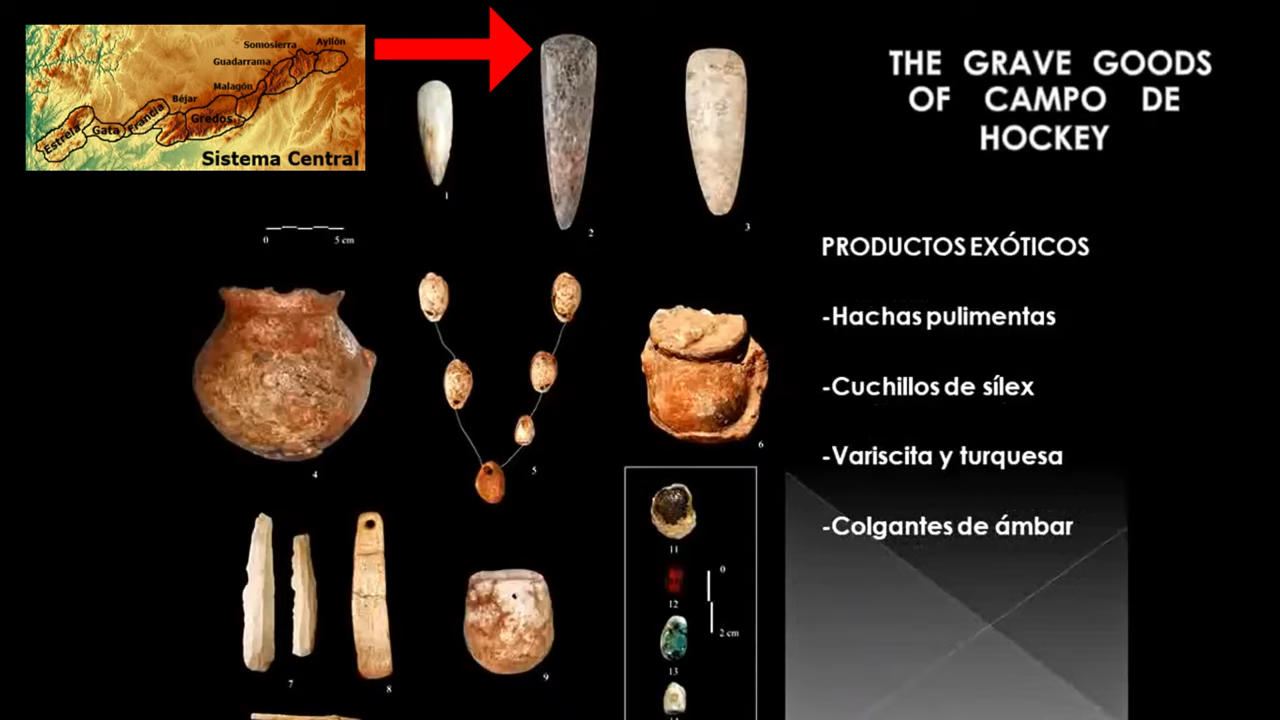 Somosierra
Ayllón
Guadarrama
Malagón
Béjar
Francia
Gredos
Gata
Estrela
Sistema Central
THE GRAVE GOODS
OF CAMPO DE
HOCKEY
1
2
3
0 5 cm
PRODUCTOS EXÓTICOS
-Hachas pulimentas
-Cuchillos de sílex
-Variscita y turquesa
-Colgantes de ámbar
4
5
6
7
8
9
11
0
12
2 cm
13